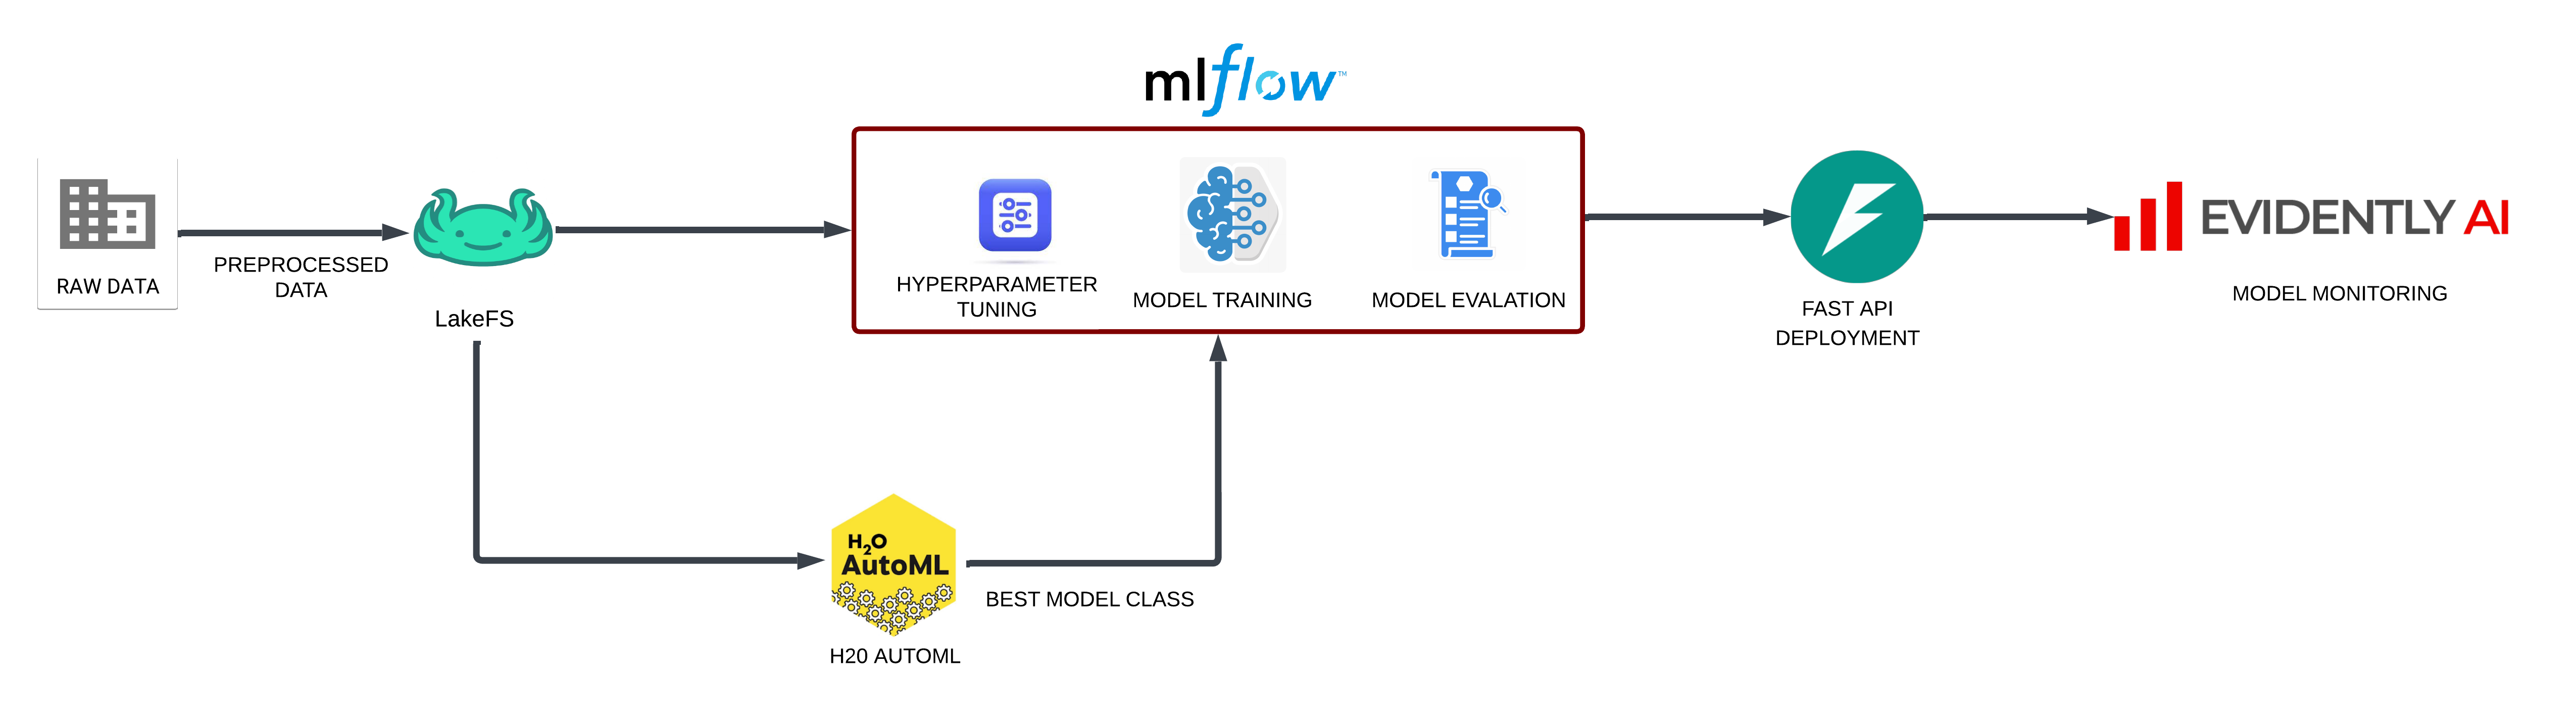 mlflow™
RAW DATA
PREPROCESSED
DATA
LakeFS
HYPERPARAMETER
TUNING
MODEL TRAINING
MODEL EVALATION
FAST API
DEPLOYMENT
EVIDENTLY AI
MODEL MONITORING
H2O
AutoML
H20 AUTOML
BEST MODEL CLASS